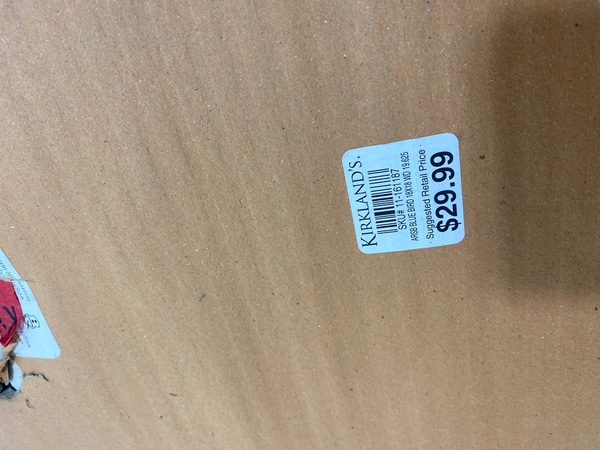 KIRKLAND'S.
SKU# 11-161187
ARSB BLUE BIRD 18X18 WD 19.625
Suggested Retail Price
$29.99